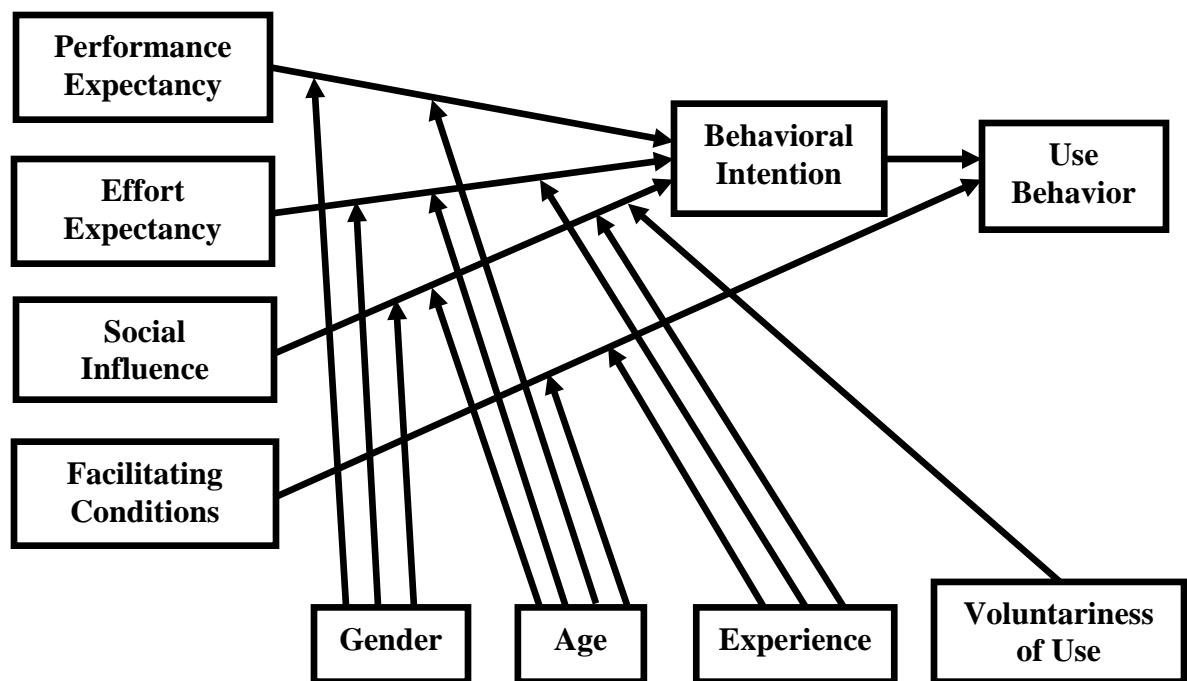 Performance
Expectancy
Effort
Expectancy
Social
Influence
Facilitating
Conditions
Behavioral
Intention
Use
Behavior
Gender
Age
Experience
Voluntariness
of Use